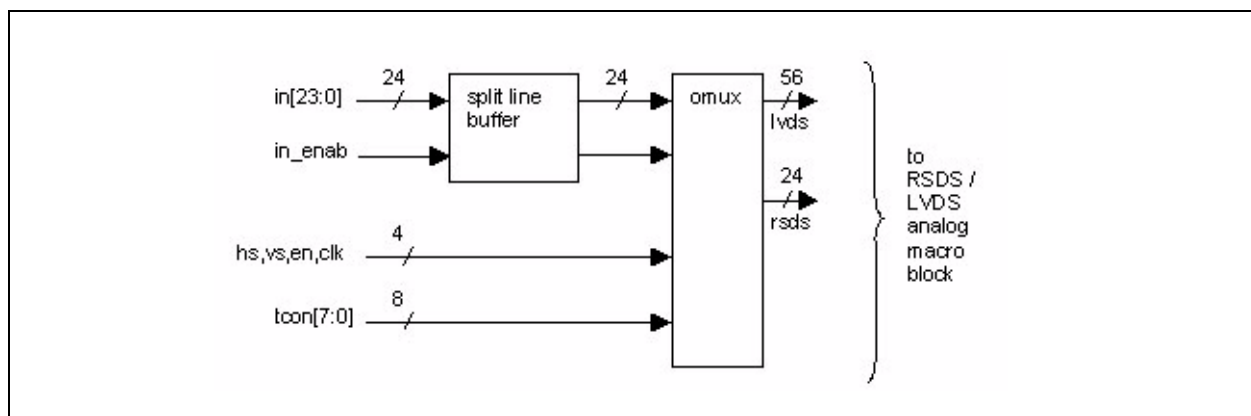 24
in[23:0]
in_enab
split line
buffer
24
omux
56
lvds
24
rsds
4
hs,vs,en,clk
8
tcon[7:0]
to
RSDS /
LVDS
analog
macro
block